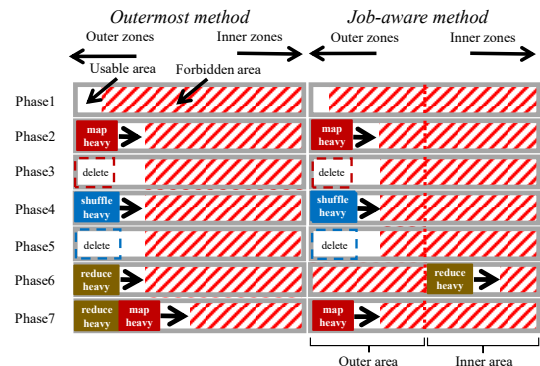 Outermost method
Job-aware method
Outer zones
Inner zones
Outer zones
Inner zones
Usable area
Forbidden area
Phase1
Phase2
map
heavy
map
heavy
Phase3
delete
delete
Phase4
shuffle
heavy
shuffle
heavy
Phase5
delete
delete
Phase6
reduce
heavy
reduce
heavy
Phase7
reduce
heavy
map
heavy
map
heavy
Outer area
Inner area